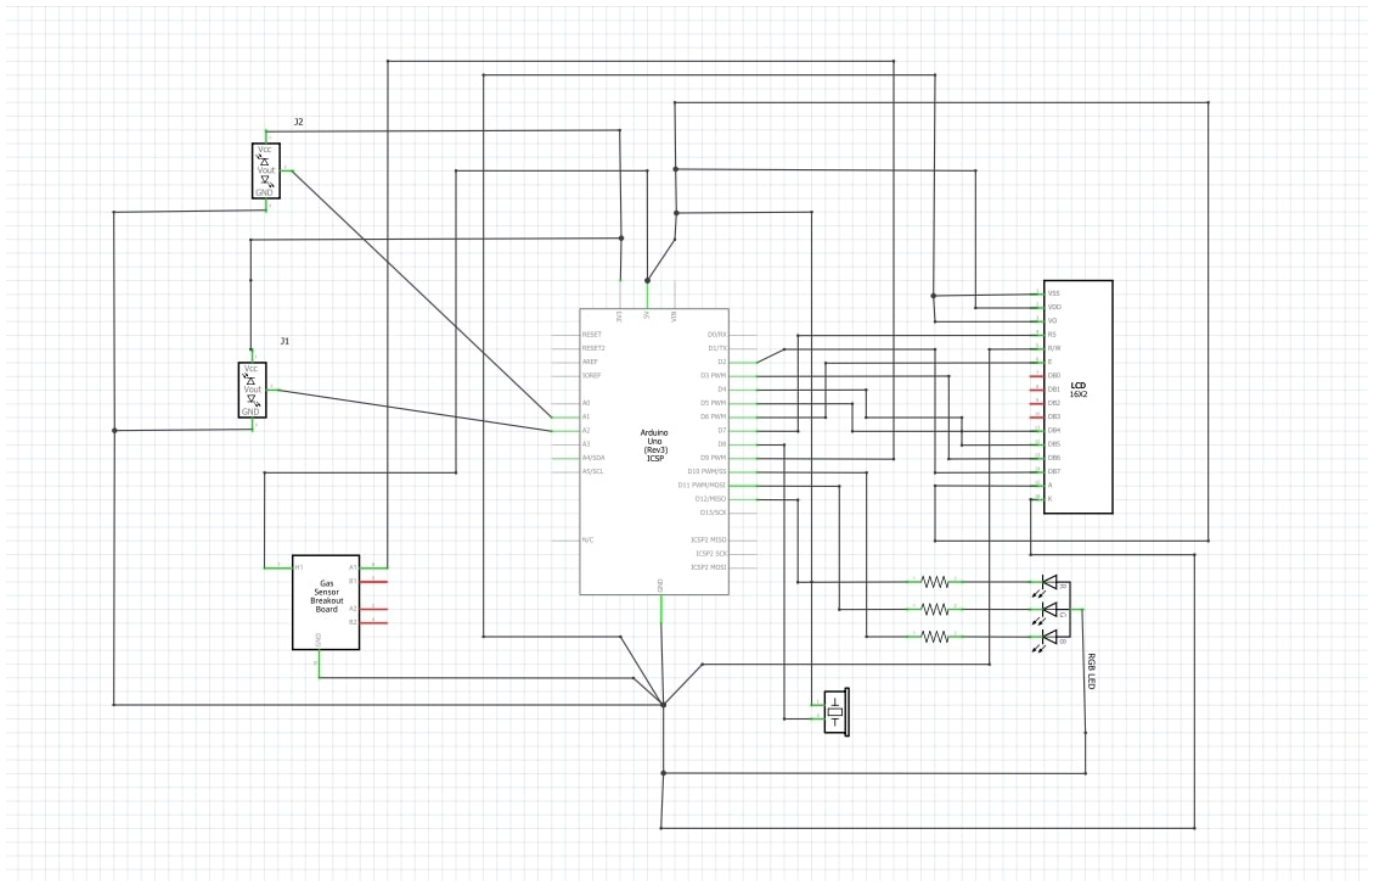 J2
Vcc
Vout
GND
J1
Vcc
Vout
GND
3V3
5V
VIN
RESET
RESET2
AREF
IOREF
A0
A1
A2
A3
A4/SDA
A5/SCL
N/C
Arduino
Uno
(Rev3)
ICSP
D0/RX
D1/TX
D2
D3 PWM
D4
D5 PWM
D6 PWM
D7
D8
D9 PWM
D10 PWM/SS
D11 PWM/MOSI
D12/MISO
D13/SCK
ICSP2 MISO
ICSP2 SCK
ICSP2 MOSI
GND
VSS
VDD
VO
RS
R/W
E
DB0
DB1
DB2
DB3
DB4
DB5
DB6
DB7
A
K
LCD
16X2
H1
A1
B1
A2
B2
GND
Gas
Sensor
Breakout
Board
R
G
B
RGB LED